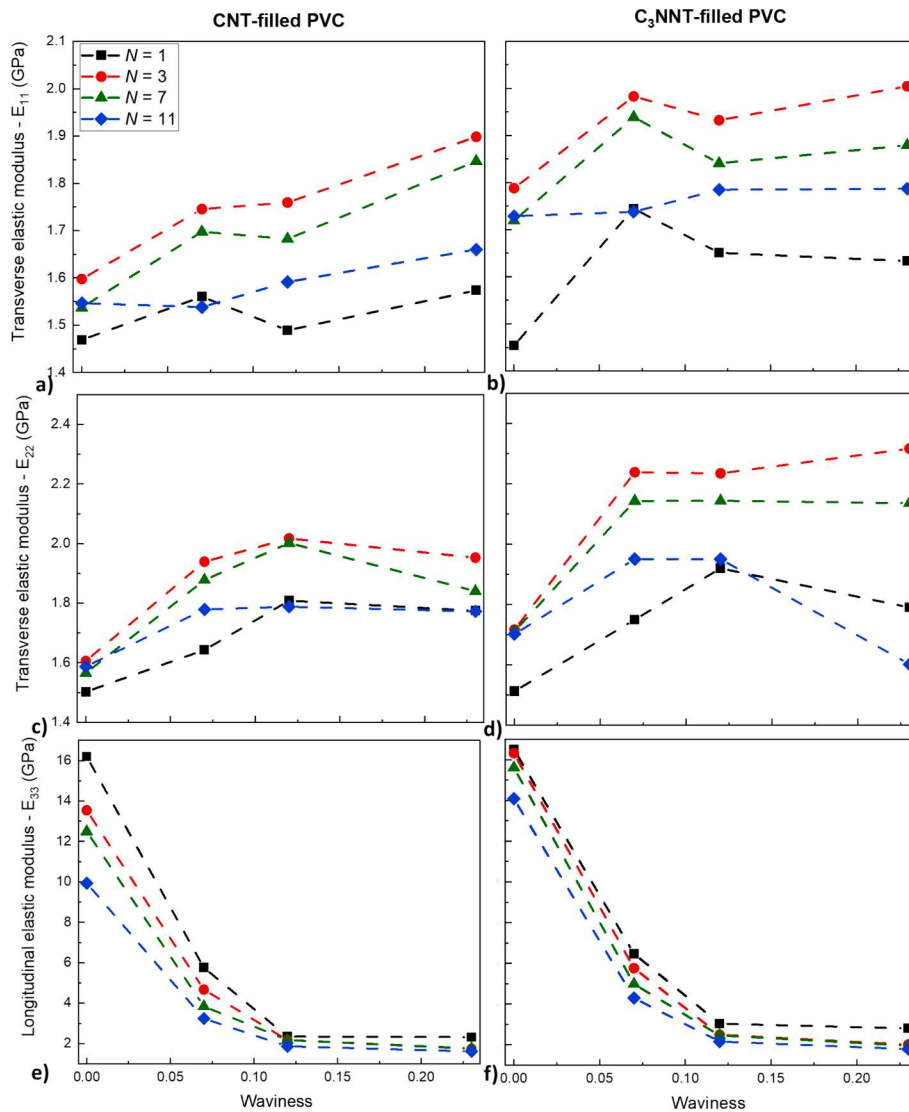 CNT-filled PVC
C₃NNT-filled PVC
2.1
2.0
1.9
1.8
1.7
1.6
1.5
1.4
Transverse elastic modulus - E₁₁ (GPa)
N = 1
N = 3
N = 7
N = 11
a)
b)
2.4
2.2
2.0
1.8
1.6
1.4
Transverse elastic modulus - E₂₂ (GPa)
c)
d)
16
14
12
10
8
6
4
2
Longitudinal elastic modulus - E₃₃ (GPa)
e)
f)
0.00 0.05 0.10 0.15 0.20
0.00 0.05 0.10 0.15 0.20
Waviness
Waviness